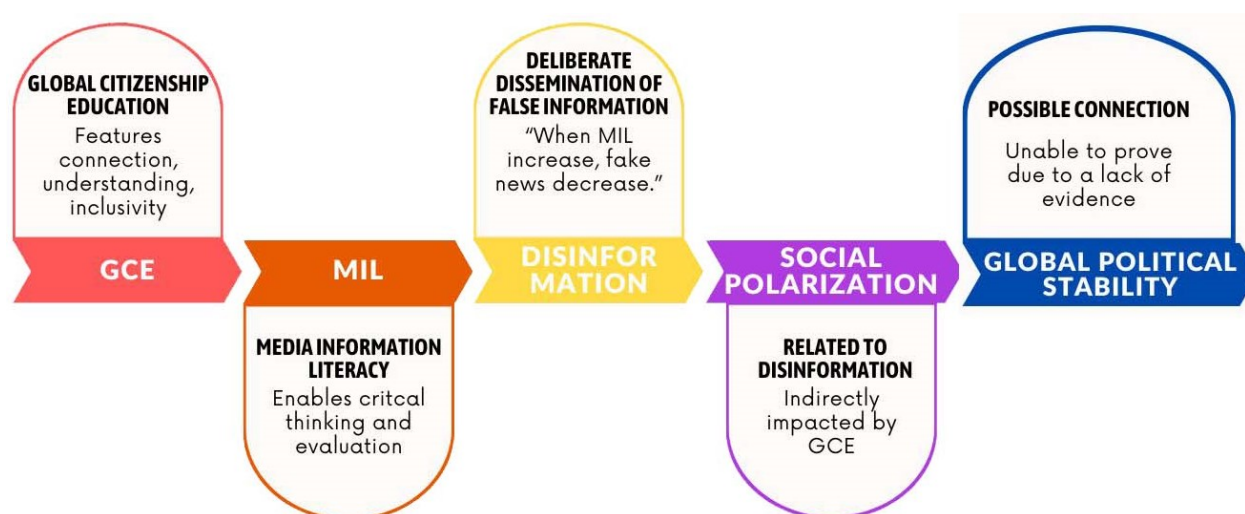 GLOBAL CITIZENSHIP
EDUCATION
Features
connection,
understanding,
inclusivity
GCE
MIL
MEDIA INFORMATION
LITERACY
Enables critcal
thinking and
evaluation
DELIBERATE
DISSEMINATION OF
FALSE INFORMATION
“When MIL
increase, fake
news decrease.”
DISINFOR
MATION
SOCIAL
POLARIZATION
RELATED TO
DISINFORMATION
Indirectly
impacted by
GCE
POSSIBLE CONNECTION
Unable to prove
due to a lack of
evidence
GLOBAL POLITICAL
STABILITY